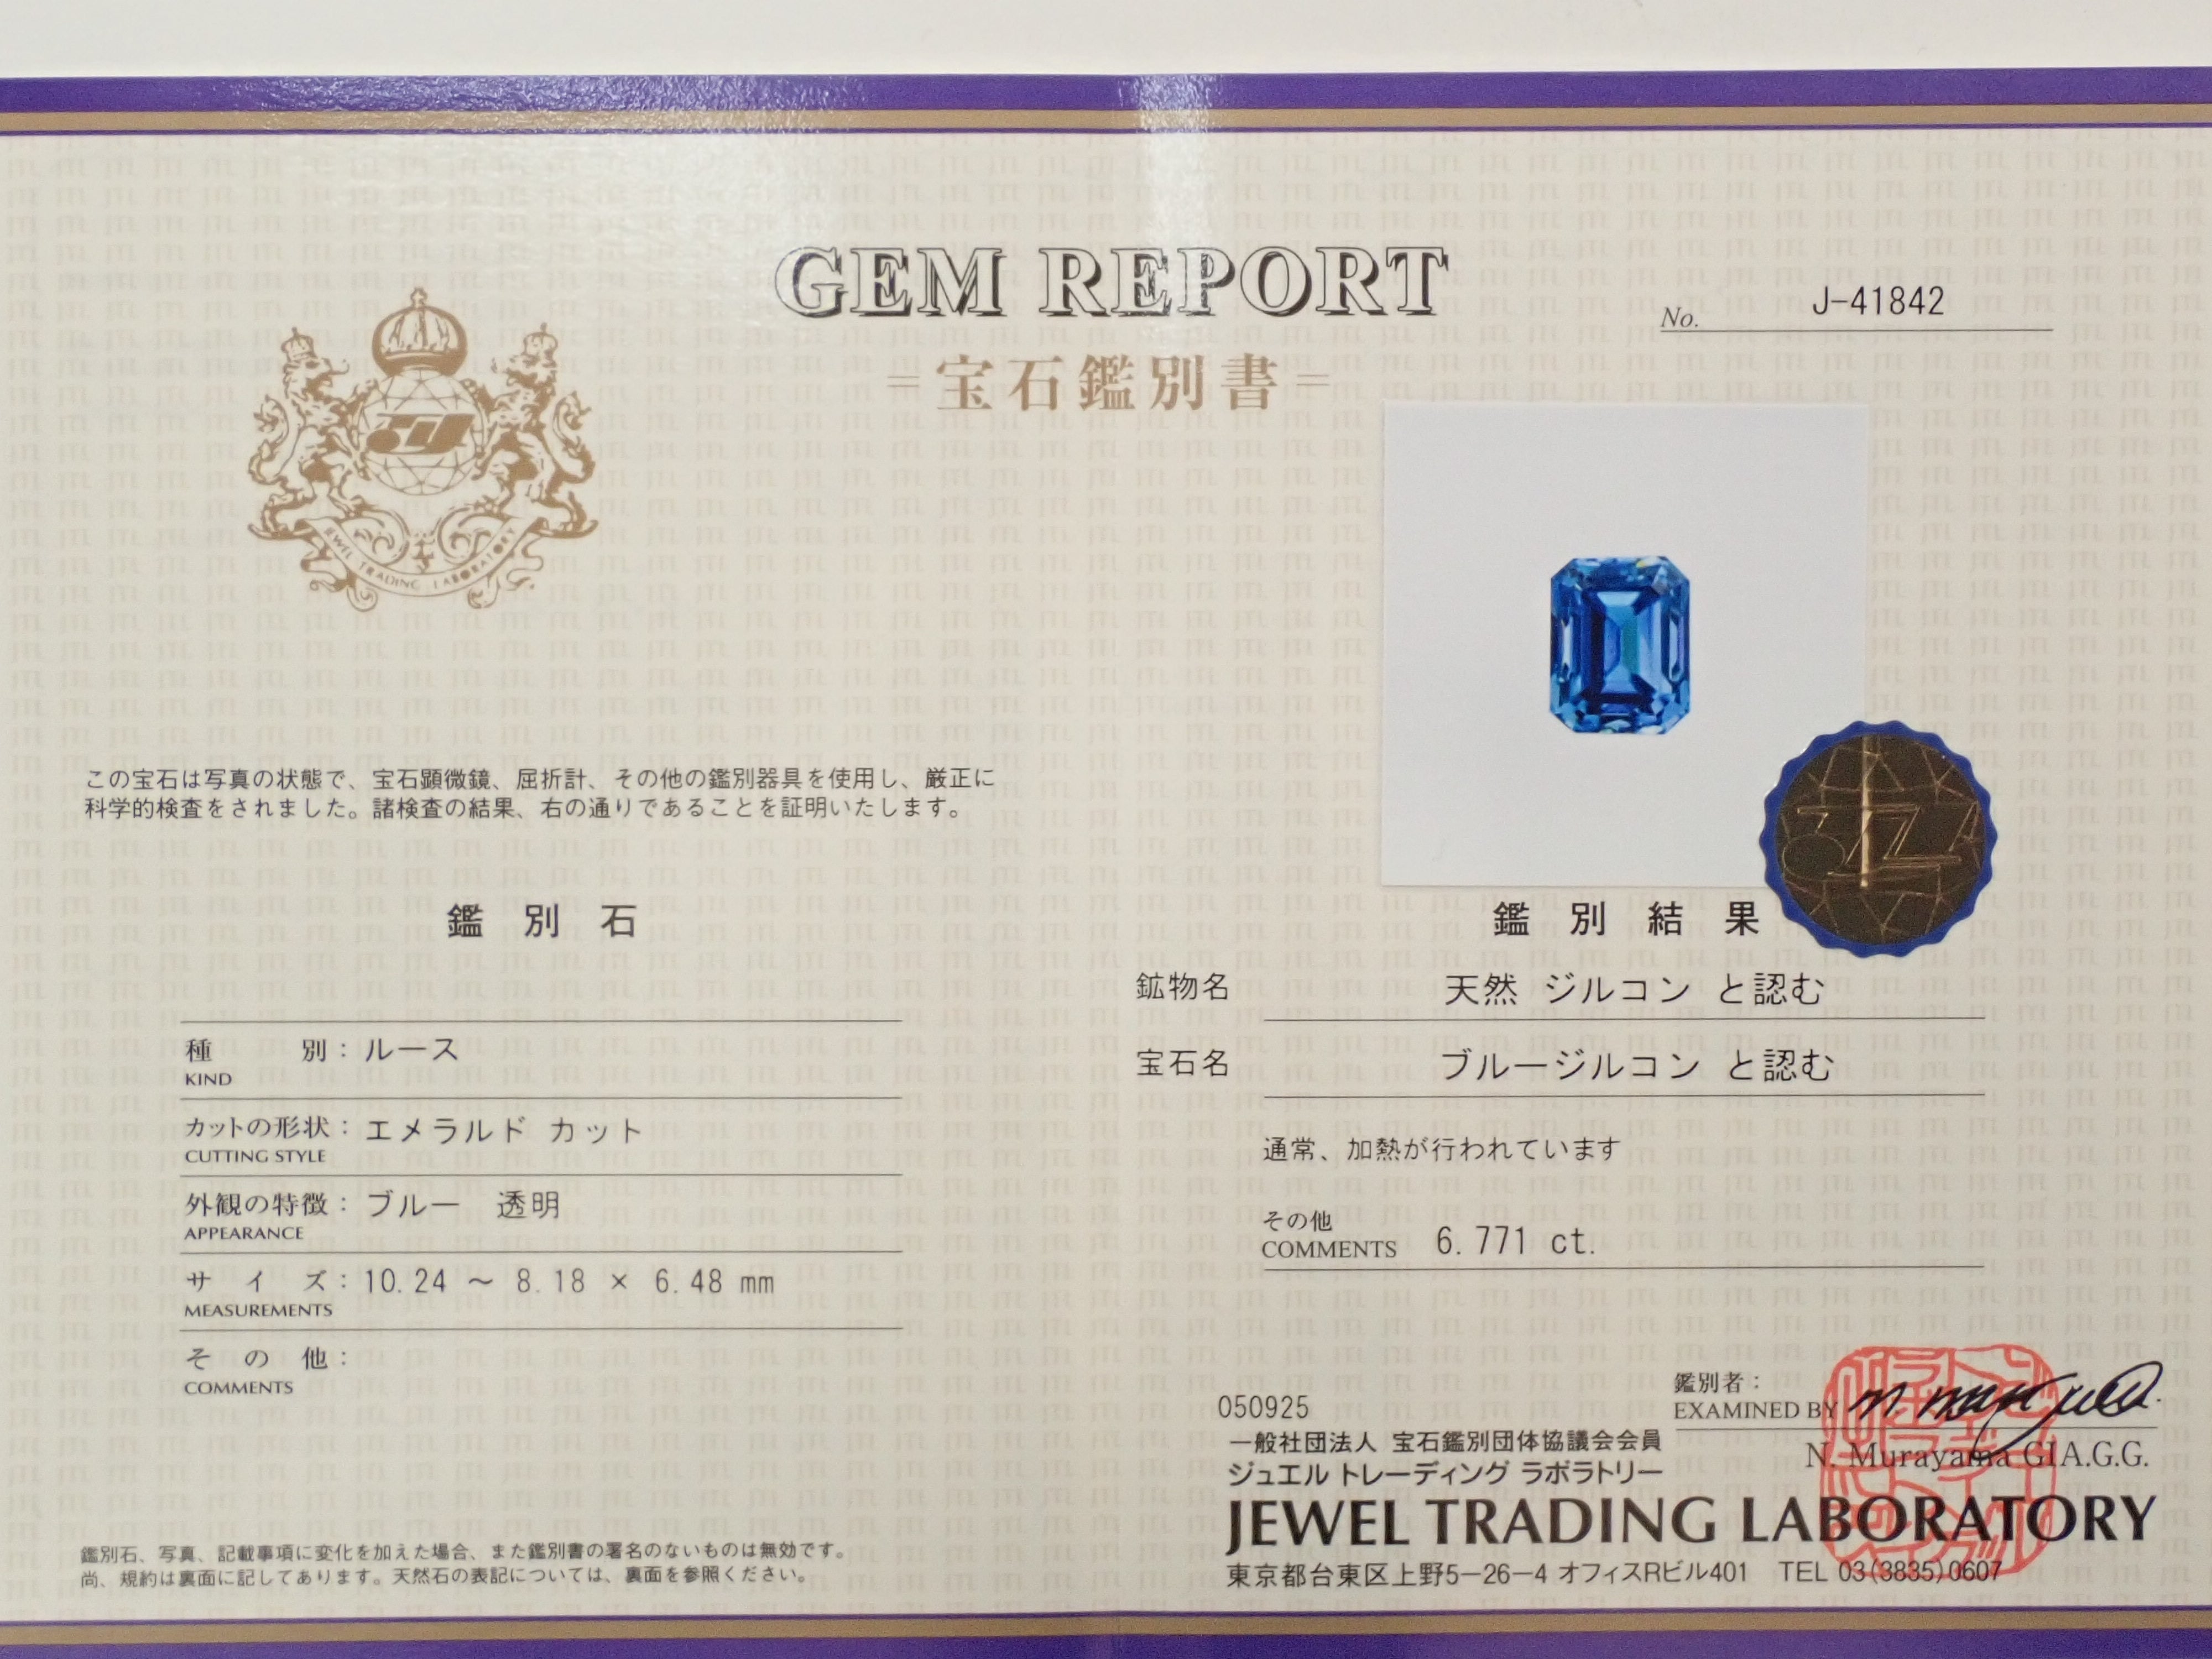 GEM REPORT
No. J-41842
=宝石鑑別書=
JEWEL TRADING LABORATORY
この宝石は写真の状態で、宝石顕微鏡、屈折計、その他の鑑別器具を使用し、厳正に
科学的検査をされました。諸検査の結果、右の通りであることを証明いたします。
鑑別石
種別：ルース
KIND
カットの形状：エメラルド カット
CUTTING STYLE
外観の特徴：ブルー 透明
APPEARANCE
サイズ：10.24 ～ 8.18 × 6.48 mm
MEASUREMENTS
その他：
COMMENTS
鑑別石、写真、記載事項に変化を加えた場合、また鑑別書の署名のないものは無効です。
尚、規約は裏面に記してあります。天然石の表記については、裏面を参照ください。
鑑別結果
鉱物名 天然 ジルコン と認む
宝石名 ブルージルコン と認む
通常、加熱が行われています
その他
COMMENTS 6.771 ct.
鑑別者：
EXAMINED BY
N. Murayama GIA.G.G.
050925
一般社団法人 宝石鑑別団体協議会会員
ジュエル トレーディング ラボラトリー
JEWEL TRADING LABORATORY
東京都台東区上野5−26−4 オフィスRビル401 TEL 03(3835)0607